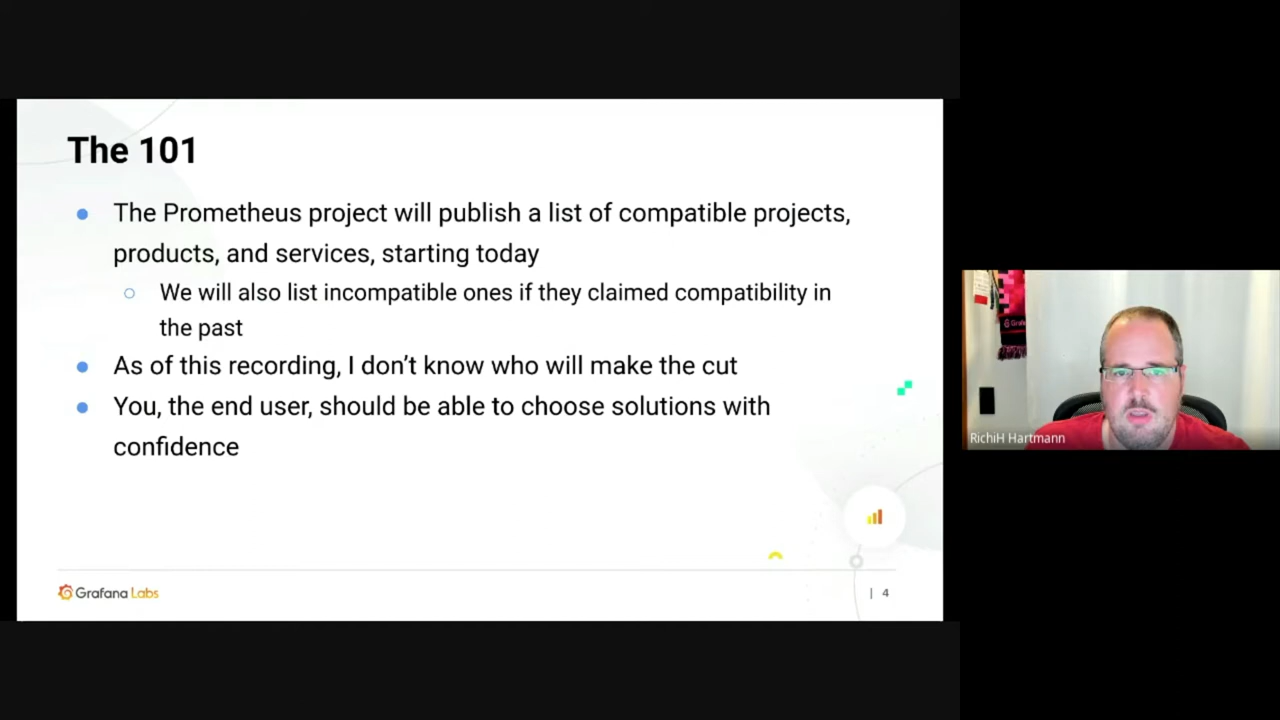 The 101
The Prometheus project will publish a list of compatible projects,
products, and services, starting today
We will also list incompatible ones if they claimed compatibility in
the past
As of this recording, I don’t know who will make the cut
You, the end user, should be able to choose solutions with
confidence
Grafana Labs
| 4
RichiH Hartmann